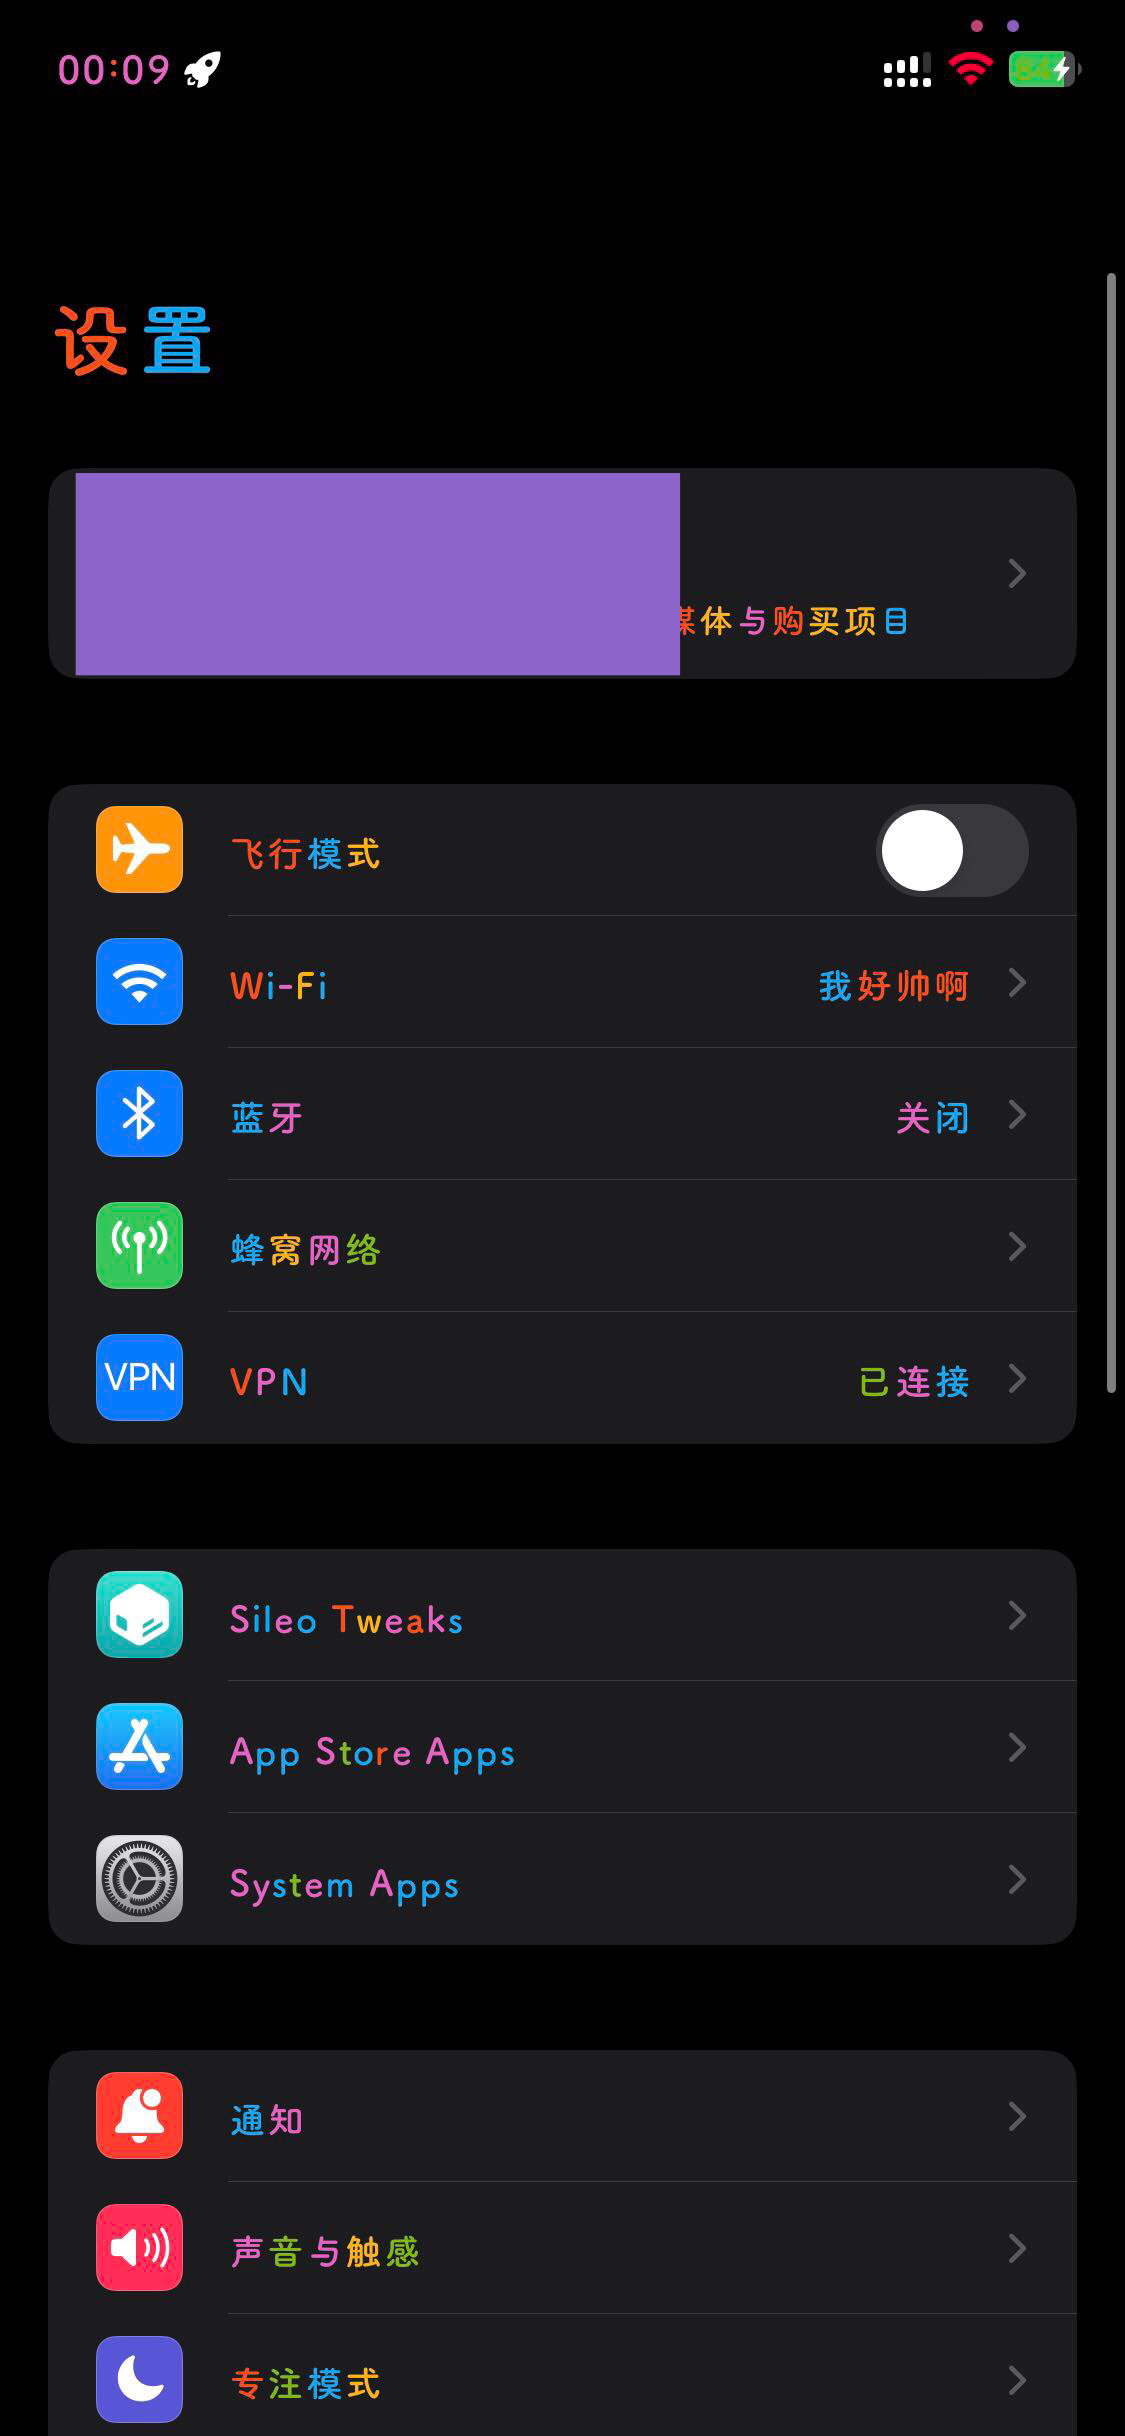 00:09
84
设置
媒体与购买项目
飞行模式
Wi-Fi 我好帅啊
蓝牙 关闭
蜂窝网络
VPN VPN 已连接
Sileo Tweaks
App Store Apps
System Apps
通知
声音与触感
专注模式